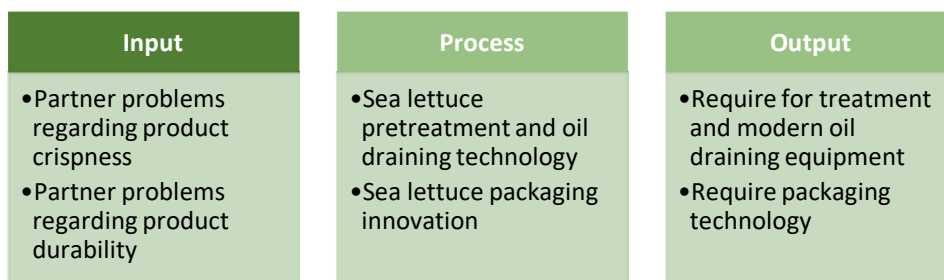 Input
•Partner problems
regarding product
crispness
•Partner problems
regarding product
durability
Process
•Sea lettuce
pretreatment and oil
draining technology
•Sea lettuce packaging
innovation
Output
•Require for treatment
and modern oil
draining equipment
•Require packaging
technology